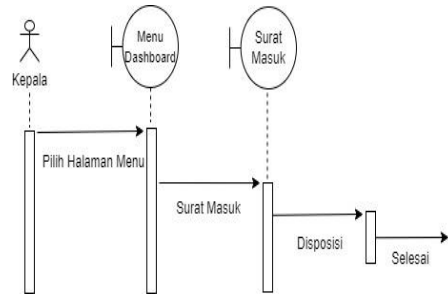 Kepala
Menu
Dashboard
Surat
Masuk
Pilih Halaman Menu
Surat Masuk
Disposisi
Selesai